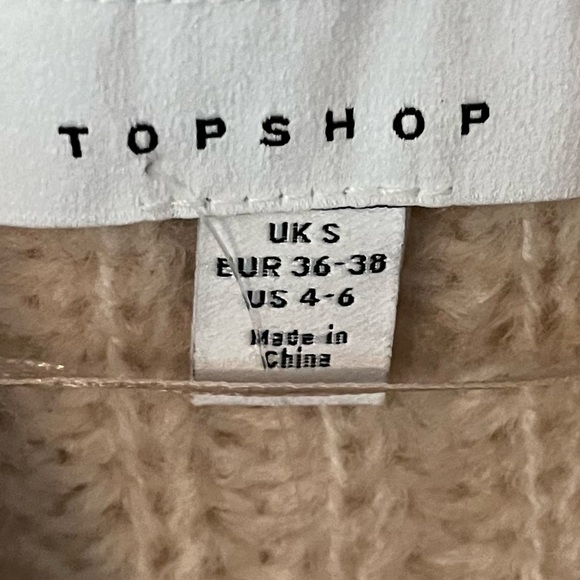 TOPSHOP
UK S
EUR 36-38
US 4-6
Made in
China